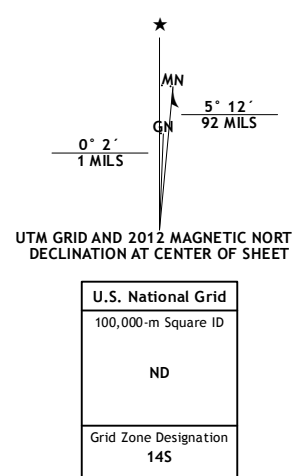 MN
5° 12´
92 MILS
GN
0° 2´
1 MILS
UTM GRID AND 2012 MAGNETIC NORT
DECLINATION AT CENTER OF SHEET
U.S. National Grid
100,000-m Square ID
ND
Grid Zone Designation
14S